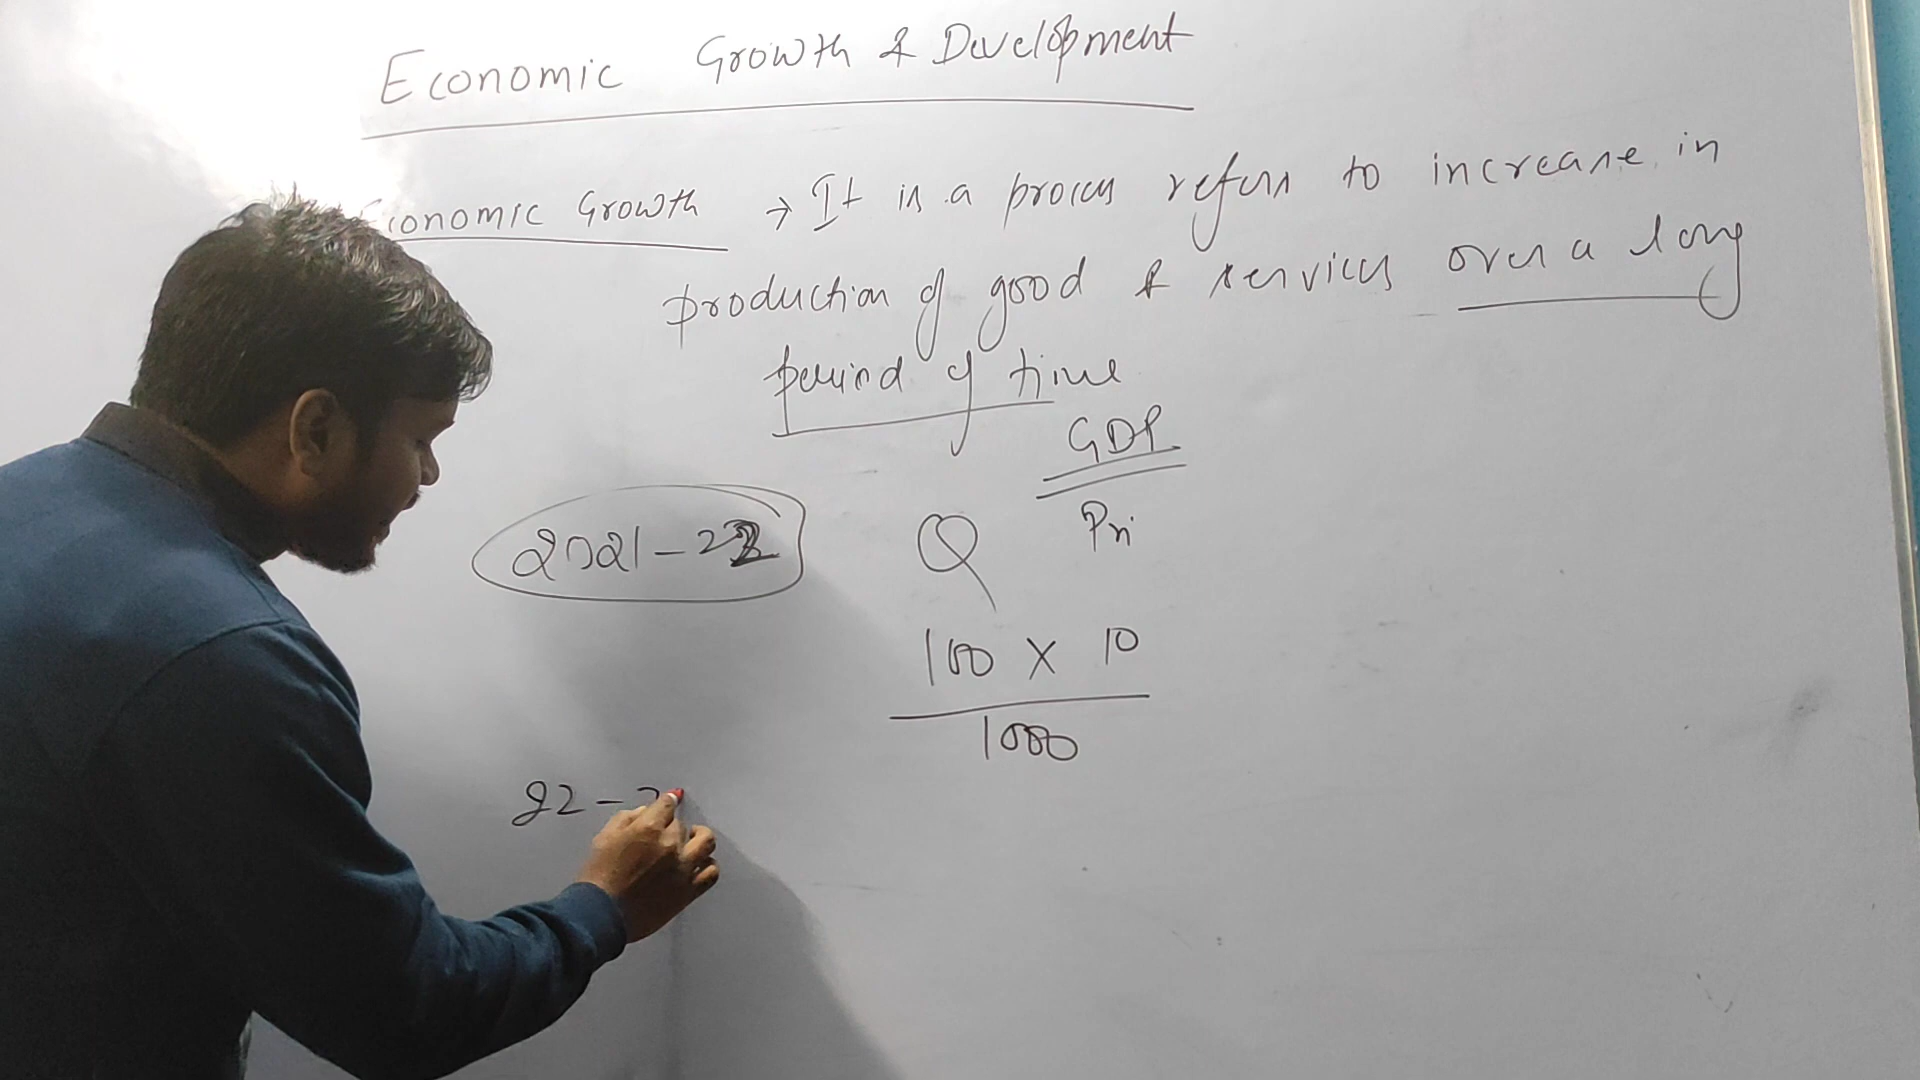 Economic Growth & Development
Economic Growth → It is a process refers to increase in
production of good & services over a long
period of time
GDP
2021-22 Q Pri
100 X 10
1000
22-2